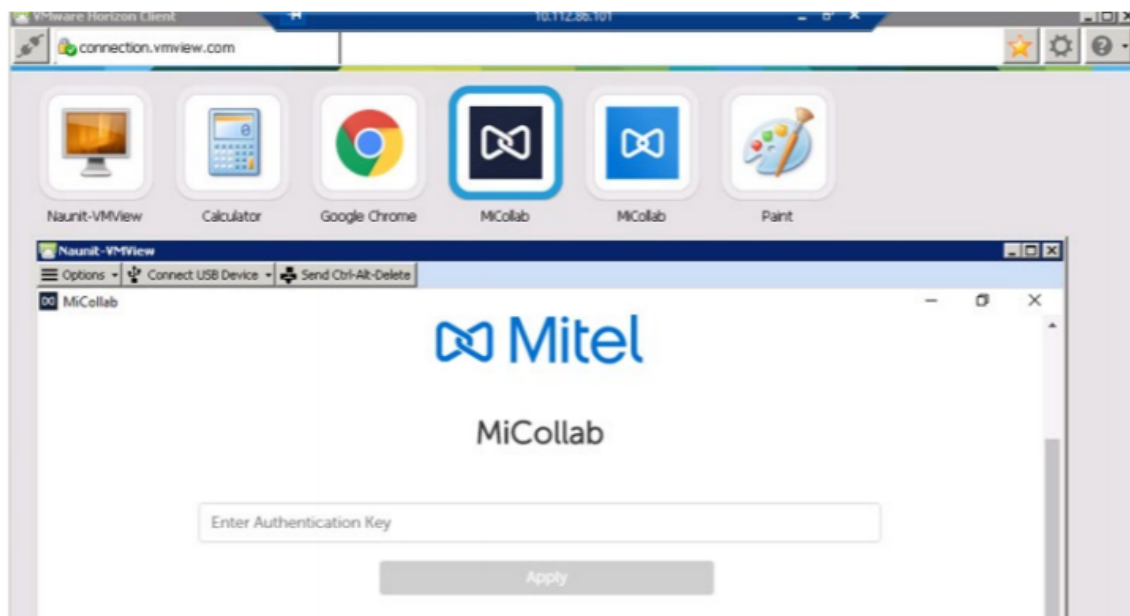 VMware Horizon Client
10.112.86.101
connection.vmview.com
Naunit-VMView
Calculator
Google Chrome
MiCollab
MiCollab
Paint
Naunit-VMView
Options
Connect USB Device
Send Ctrl-Alt-Delete
MiCollab
Mitel
MiCollab
Enter Authentication Key
Apply